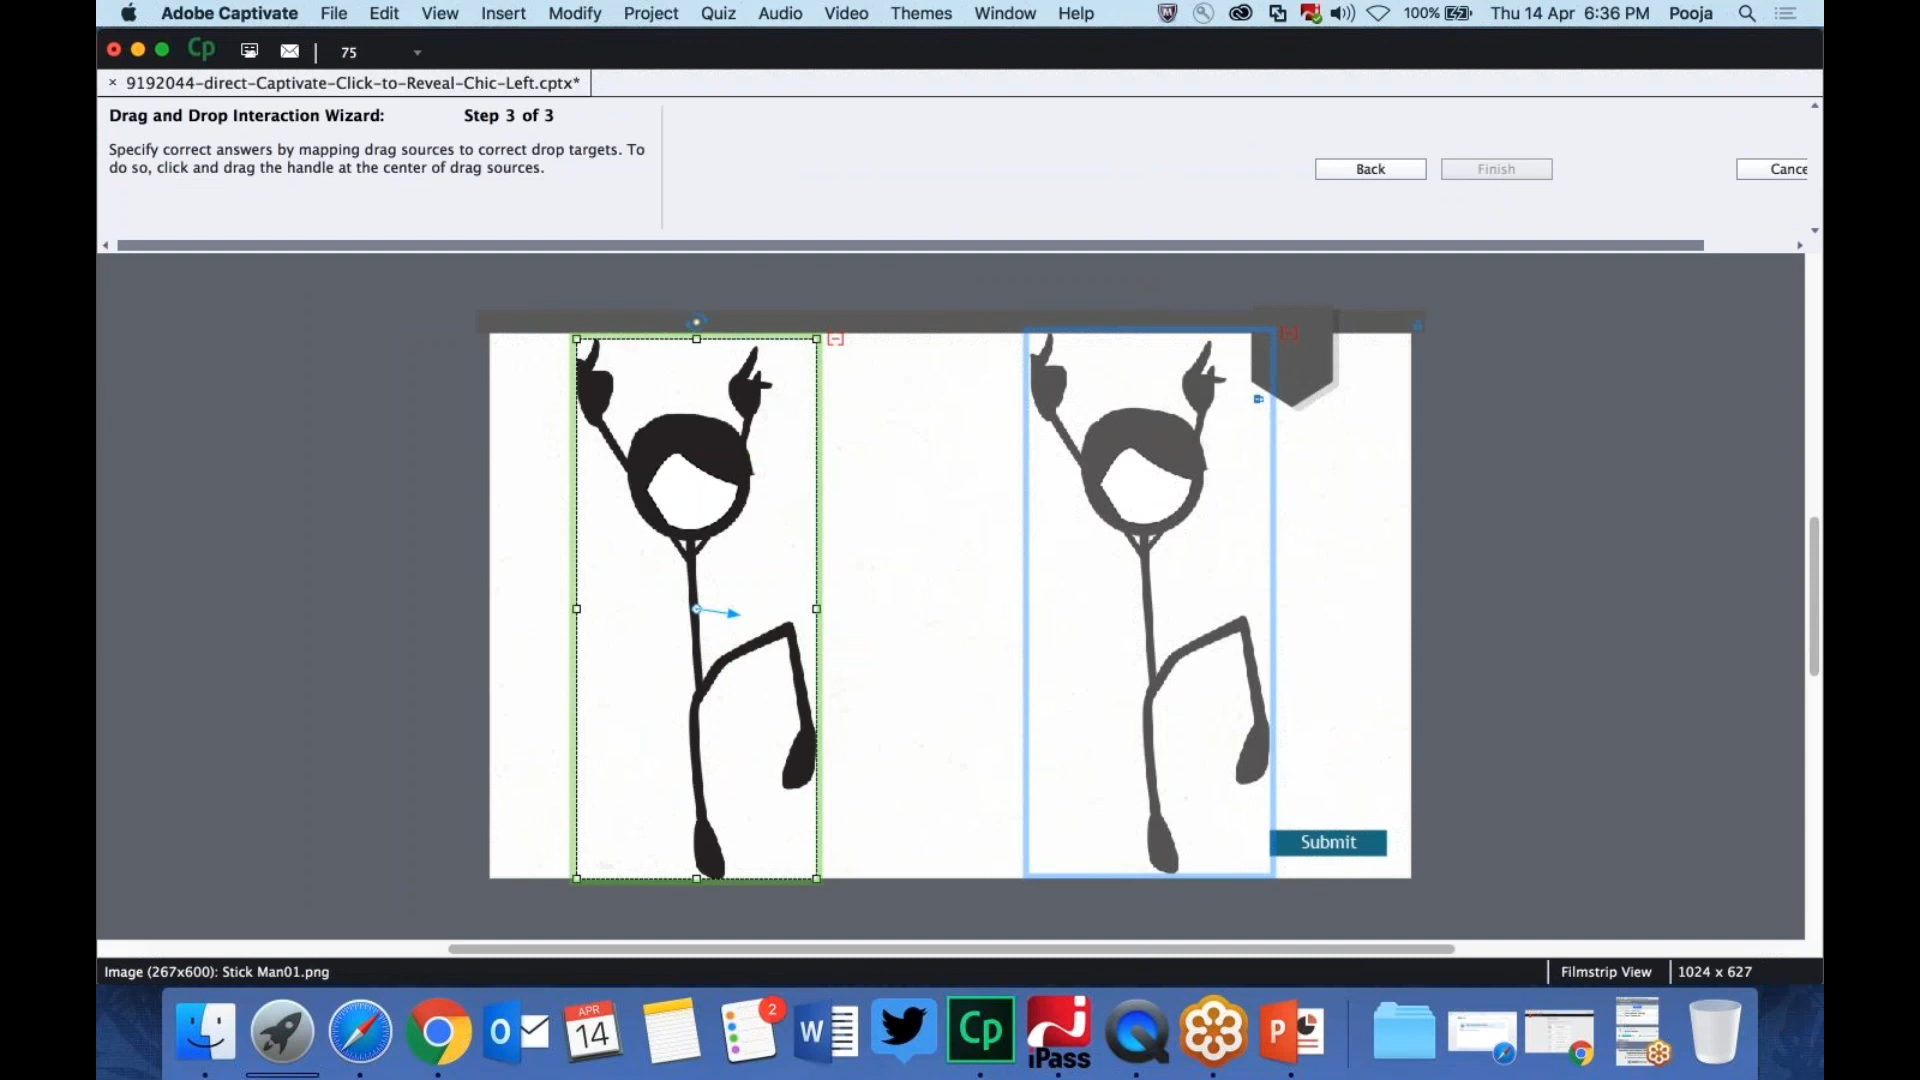 Adobe Captivate File Edit View Insert Modify Project Quiz Audio Video Themes Window Help 100% Thu 14 Apr 6:36 PM Pooja
Cp 75
× 9192044-direct-Captivate-Click-to-Reveal-Chic-Left.cptx*
Drag and Drop Interaction Wizard: Step 3 of 3
Specify correct answers by mapping drag sources to correct drop targets. To
do so, click and drag the handle at the center of drag sources.
Back Finish Cance
Submit
Image (267x600): Stick Man01.png Filmstrip View 1024 x 627
APR
14
2
W
Cp
iPass
P